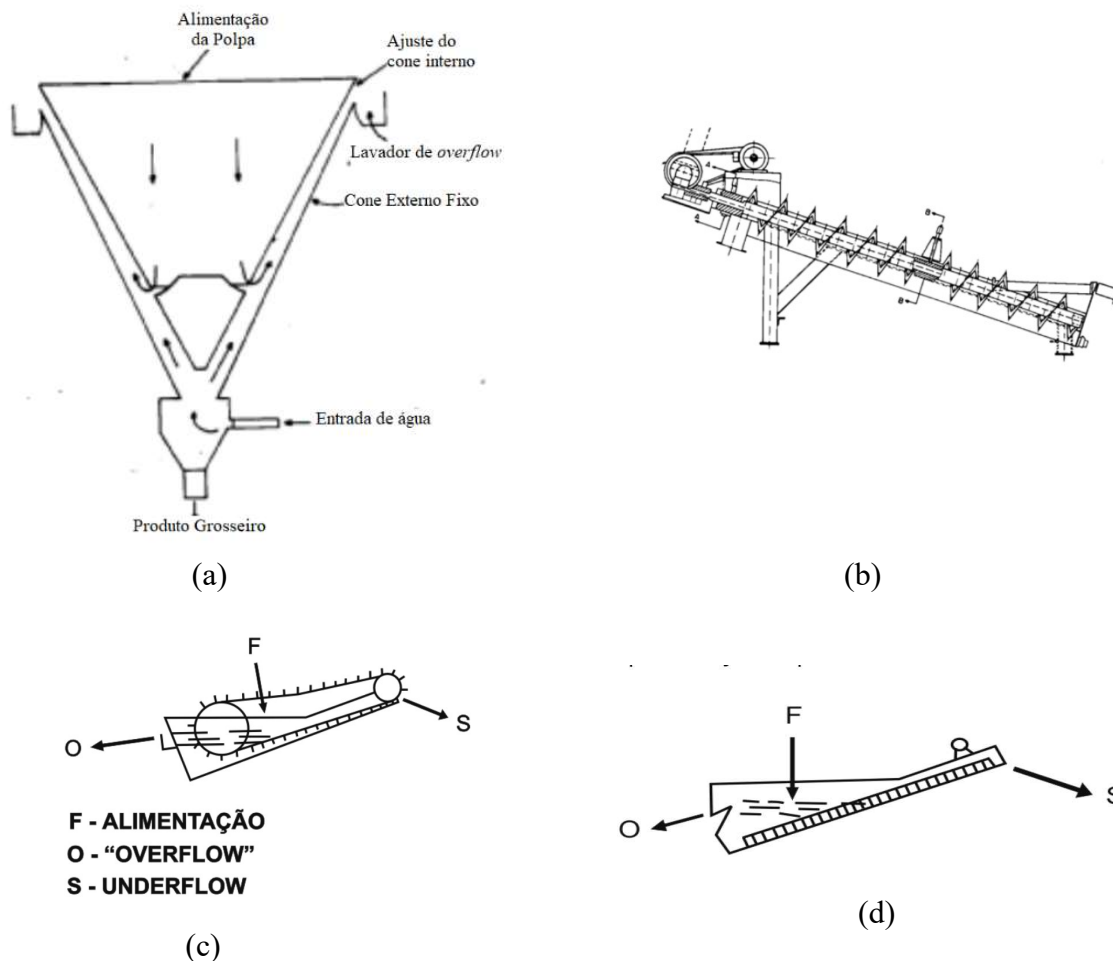 Alimentação
da Polpa
Ajuste do
cone interno
Lavador de overflow
Cone Externo Fixo
Entrada de água
Produto Grosseiro
(a)
A
A
B
B
(b)
F
O
S
F - ALIMENTAÇÃO
O - “OVERFLOW”
S - UNDERFLOW
(c)
F
O
S
(d)